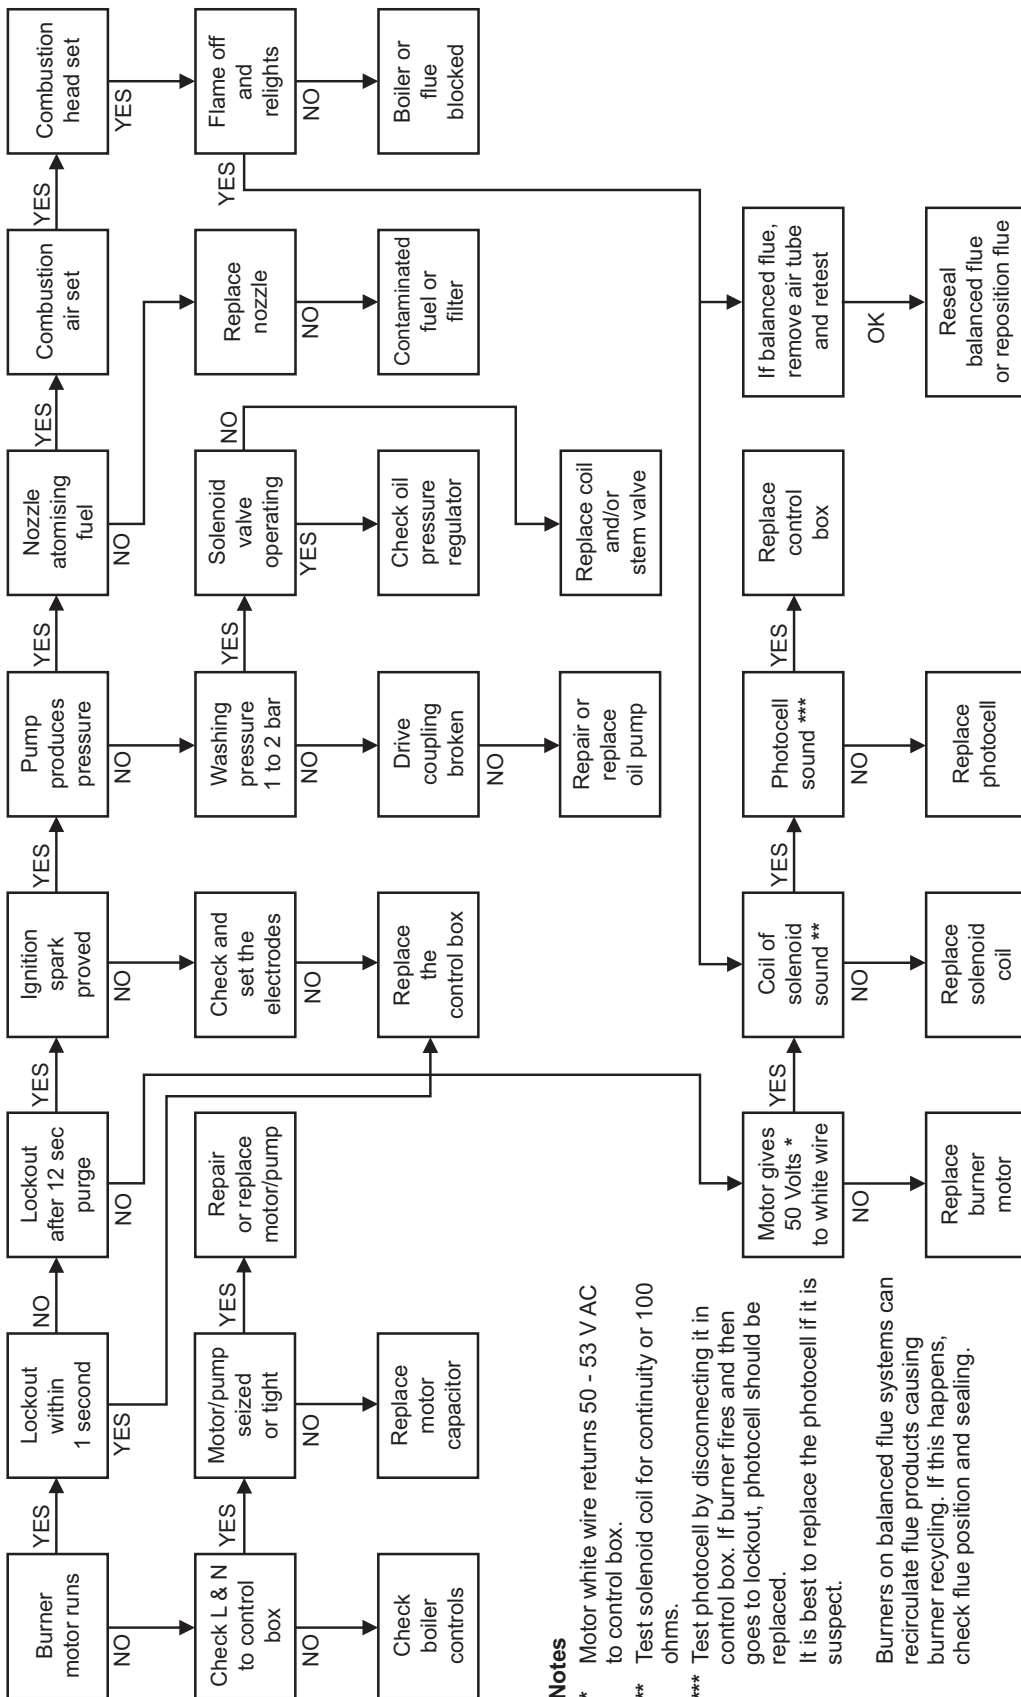 Burner
motor runs
YES
Lockout
within
1 second
NO
Lockout
after 12 sec
purge
YES
Ignition
spark
proved
YES
Pump
produces
pressure
YES
Nozzle
atomising
fuel
YES
Combustion
air set
YES
Combustion
head set
NO
YES
NO
NO
NO
NO
YES
Check L & N
to control
box
YES
Motor/pump
seized
or tight
YES
Repair
or replace
motor/pump
Check and
set the
electrodes
Washing
pressure
1 to 2 bar
YES
Solenoid
valve
operating
NO
Replace
nozzle
YES
Flame off
and
relights
NO
NO
NO
NO
YES
NO
NO
Check
boiler
controls
Replace
motor
capacitor
Replace
the
control box
Drive
coupling
broken
Check oil
pressure
regulator
Contaminated
fuel or
filter
Boiler or
flue
blocked
NO
Repair or
replace
oil pump
Replace coil
and/or
stem valve
Motor gives
50 Volts *
to white wire
YES
Coil of
solenoid
sound **
YES
Photocell
sound ***
YES
Replace
control
box
If balanced flue,
remove air tube
and retest
NO
NO
NO
OK
Replace
burner
motor
Replace
solenoid
coil
Replace
photocell
Reseal
balanced flue
or reposition flue
Notes
* Motor white wire returns 50 - 53 V AC
to control box.
** Test solenoid coil for continuity or 100
ohms.
*** Test photocell by disconnecting it in
control box. If burner fires and then
goes to lockout, photocell should be
replaced.
It is best to replace the photocell if it is
suspect.
Burners on balanced flue systems can
recirculate flue products causing
burner recycling. If this happens,
check flue position and sealing.